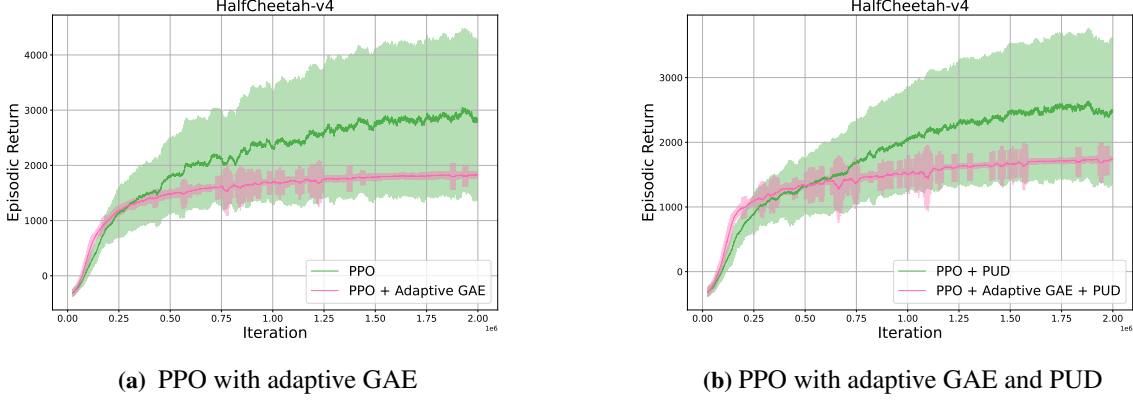 HalfCheetah-v4
Episodic Return
4000
3000
2000
1000
0
0.00 0.25 0.50 0.75 1.00 1.25 1.50 1.75 2.00
1e6
Iteration
PPO
PPO + Adaptive GAE
(a) PPO with adaptive GAE
HalfCheetah-v4
Episodic Return
3000
2000
1000
0
0.00 0.25 0.50 0.75 1.00 1.25 1.50 1.75 2.00
1e6
Iteration
PPO + PUD
PPO + Adaptive GAE + PUD
(b) PPO with adaptive GAE and PUD